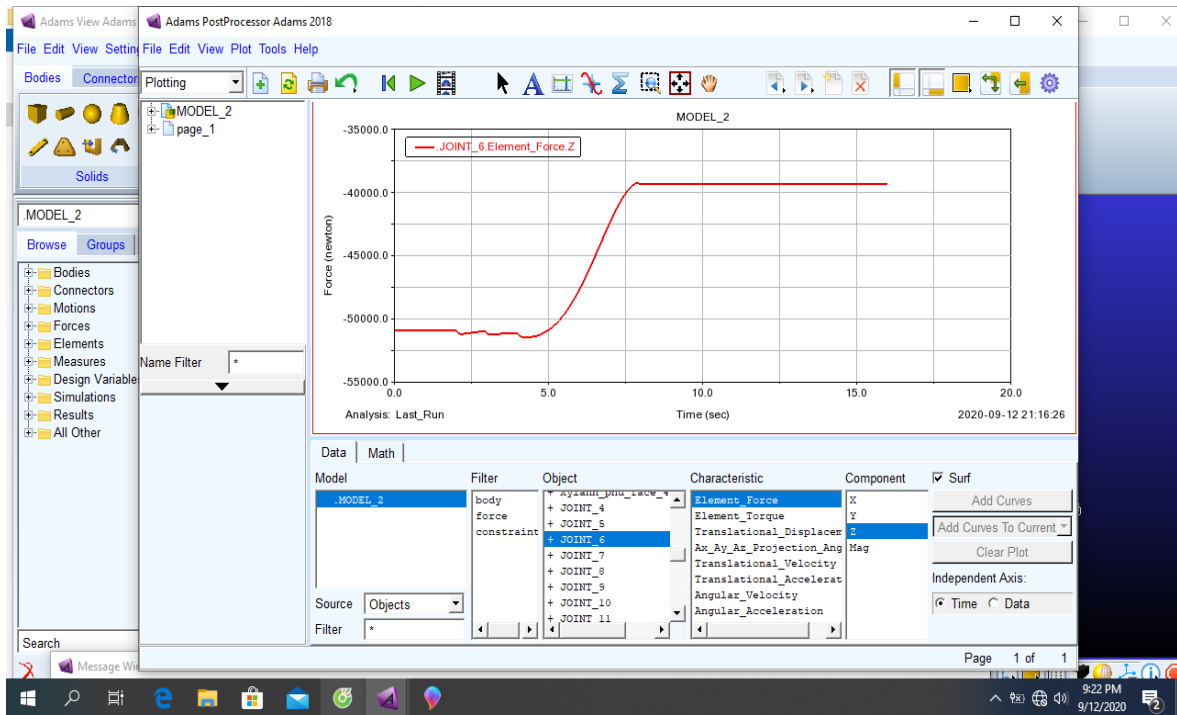 Adams View Adams
Adams PostProcessor Adams 2018
File Edit View Settin
File Edit View Plot Tools Help
Bodies Connector
Plotting
Solids
MODEL_2
page_1
.MODEL_2
Browse Groups
Bodies
Connectors
Motions
Forces
Elements
Measures
Design Variable
Simulations
Results
All Other
Search
Message Wi
Name Filter *
MODEL_2
.JOINT_6.Element_Force.Z
Force (newton)
-35000.0
-40000.0
-45000.0
-50000.0
-55000.0
0.0 5.0 10.0 15.0 20.0
Analysis: Last_Run Time (sec) 2020-09-12 21:16:26
Data Math
Model Filter Object Characteristic Component Surf
.MODEL_2
body
force
constraint
+ JOINT_4
+ JOINT_5
+ JOINT_6
+ JOINT_7
+ JOINT_8
+ JOINT_9
+ JOINT_10
+ JOINT_11
Element_Force
Element_Torque
Translational_Displacem
Ax_Ay_Az_Projection_Ang
Translational_Velocity
Translational_Accelerat
Angular_Velocity
Angular_Acceleration
X
Y
Z
Mag
Add Curves
Add Curves To Current
Clear Plot
Independent Axis:
Time Data
Source Objects
Filter *
Page 1 of 1
9:22 PM
9/12/2020
2